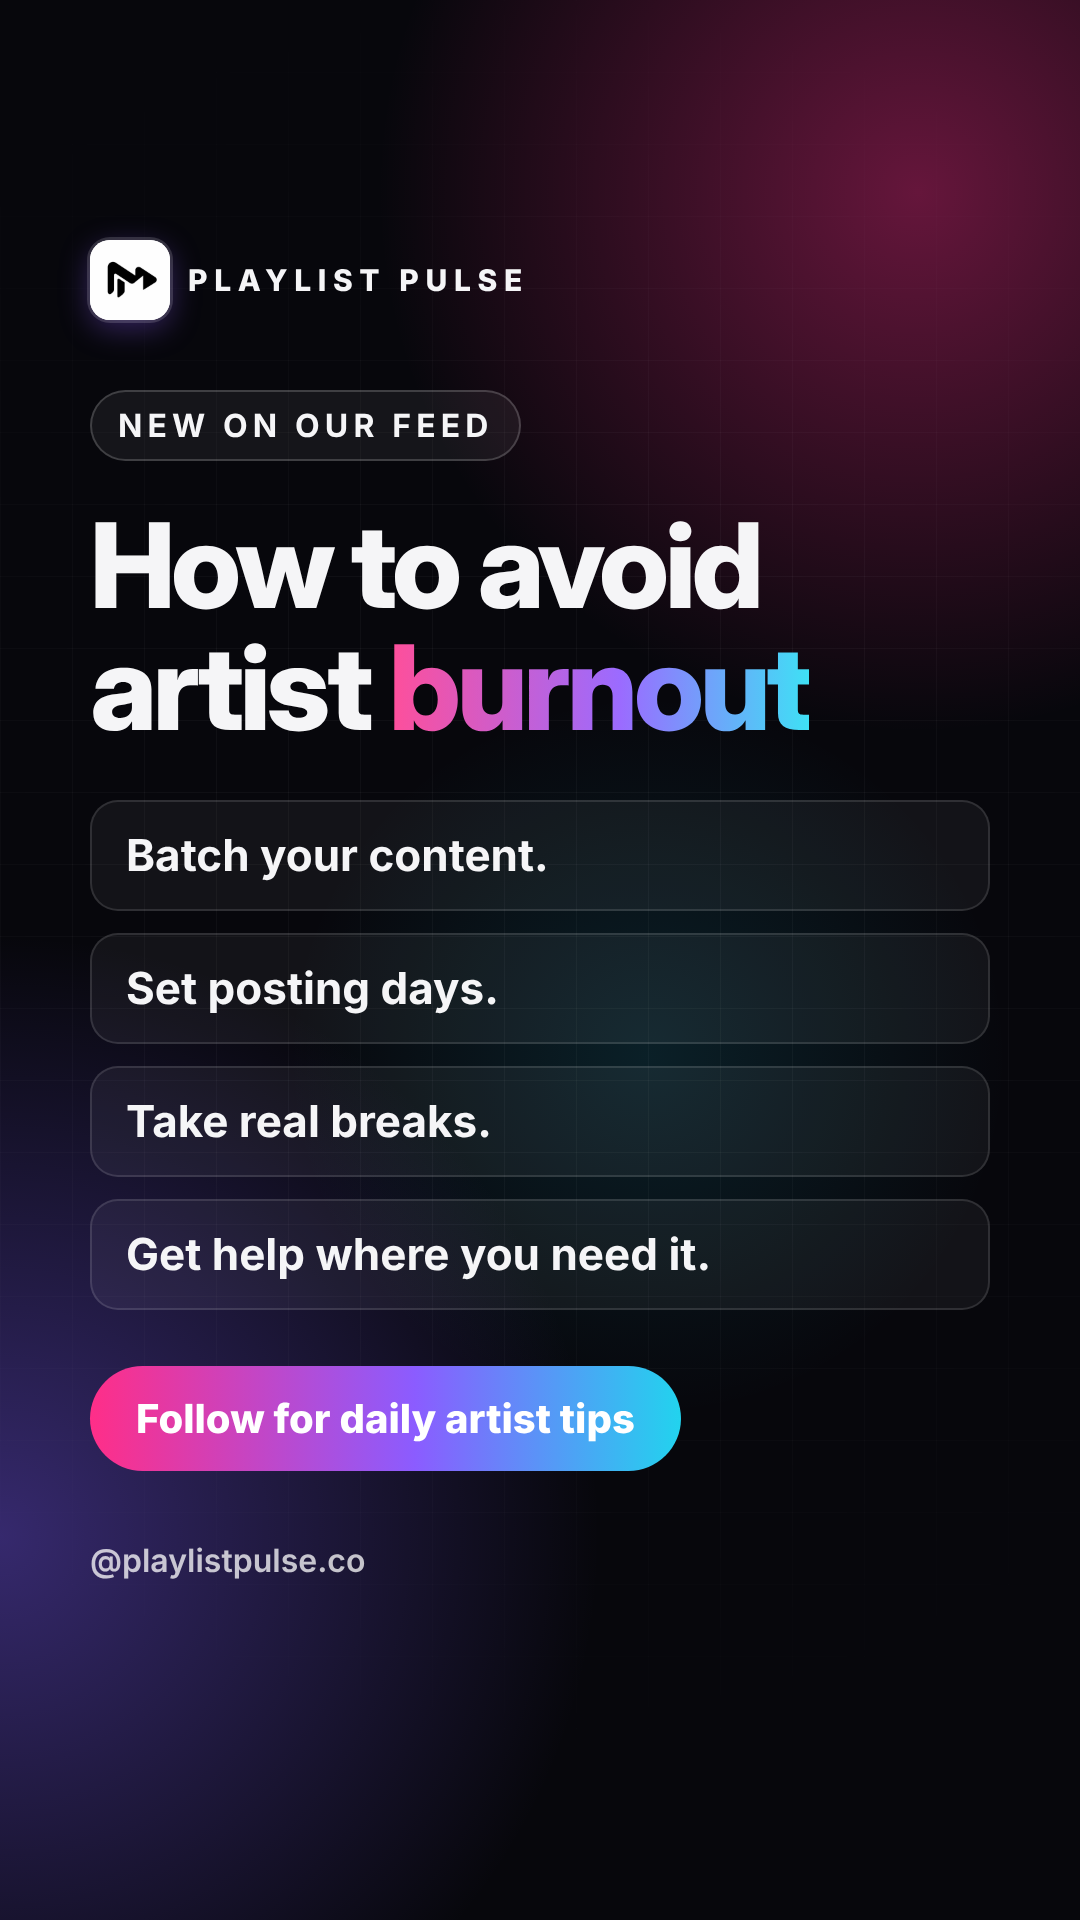 PLAYLIST PULSE
NEW ON OUR FEED
How to avoid
artist burnout
Batch your content.
Set posting days.
Take real breaks.
Get help where you need it.
Follow for daily artist tips
@playlistpulse.co